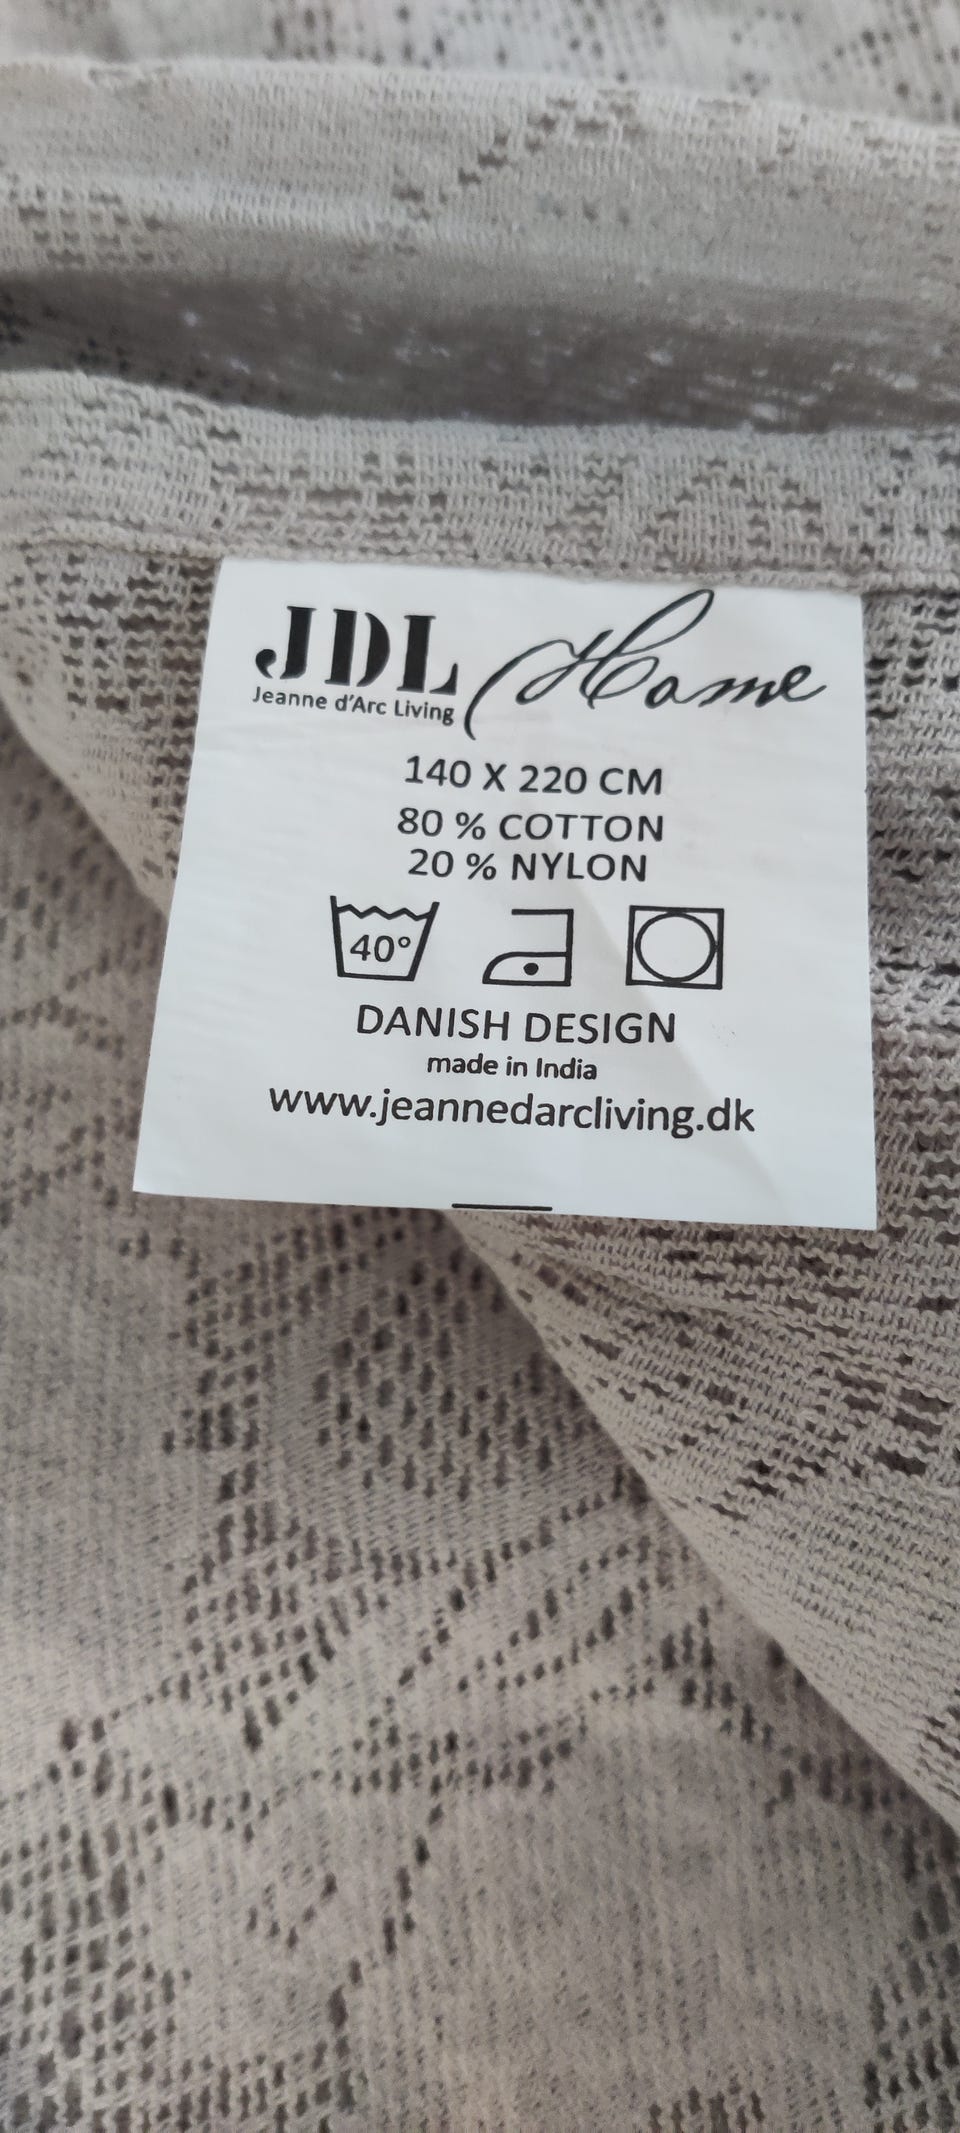 JDL Home
Jeanne d'Arc Living
140 X 220 CM
80 % COTTON
20 % NYLON
40°
DANISH DESIGN
made in India
www.jeannedarcliving.dk